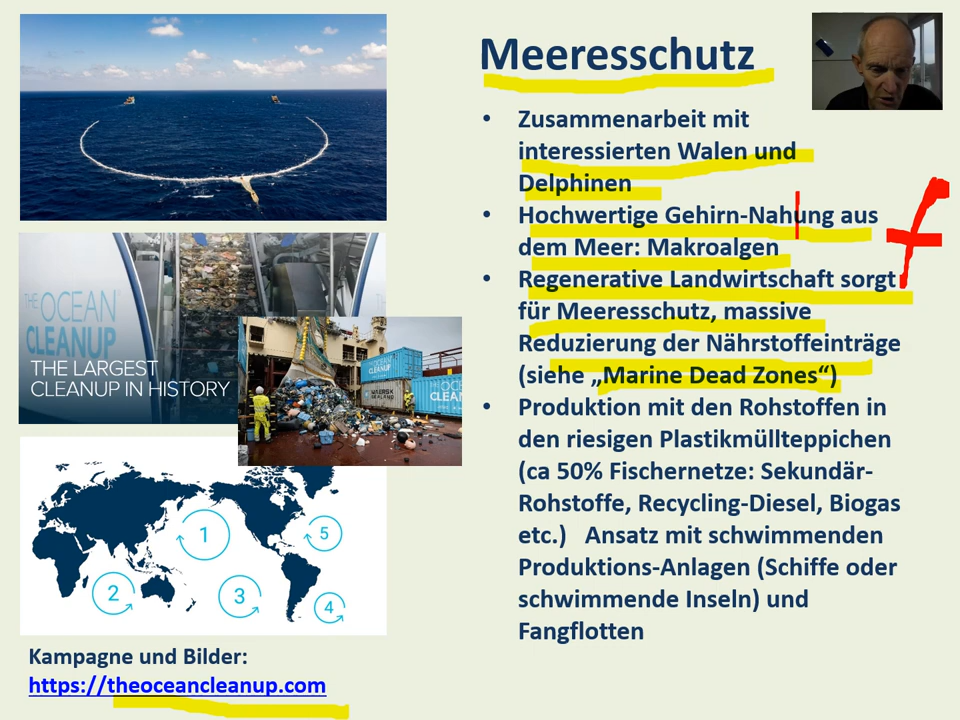 Meeresschutz
• Zusammenarbeit mit
interessierten Walen und
Delphinen
• Hochwertige Gehirn-Nahung aus
dem Meer: Makroalgen
• Regenerative Landwirtschaft sorgt
für Meeresschutz, massive
Reduzierung der Nährstoffeinträge
(siehe „Marine Dead Zones“)
• Produktion mit den Rohstoffen in
den riesigen Plastikmüllteppichen
(ca 50% Fischernetze: Sekundär-
Rohstoffe, Recycling-Diesel, Biogas
etc.) Ansatz mit schwimmenden
Produktions-Anlagen (Schiffe oder
schwimmende Inseln) und
Fangflotten
THE OCEAN
CLEANUP
THE LARGEST
CLEANUP IN HISTORY
1
5
2
3
4
Kampagne und Bilder:
https://theoceancleanup.com